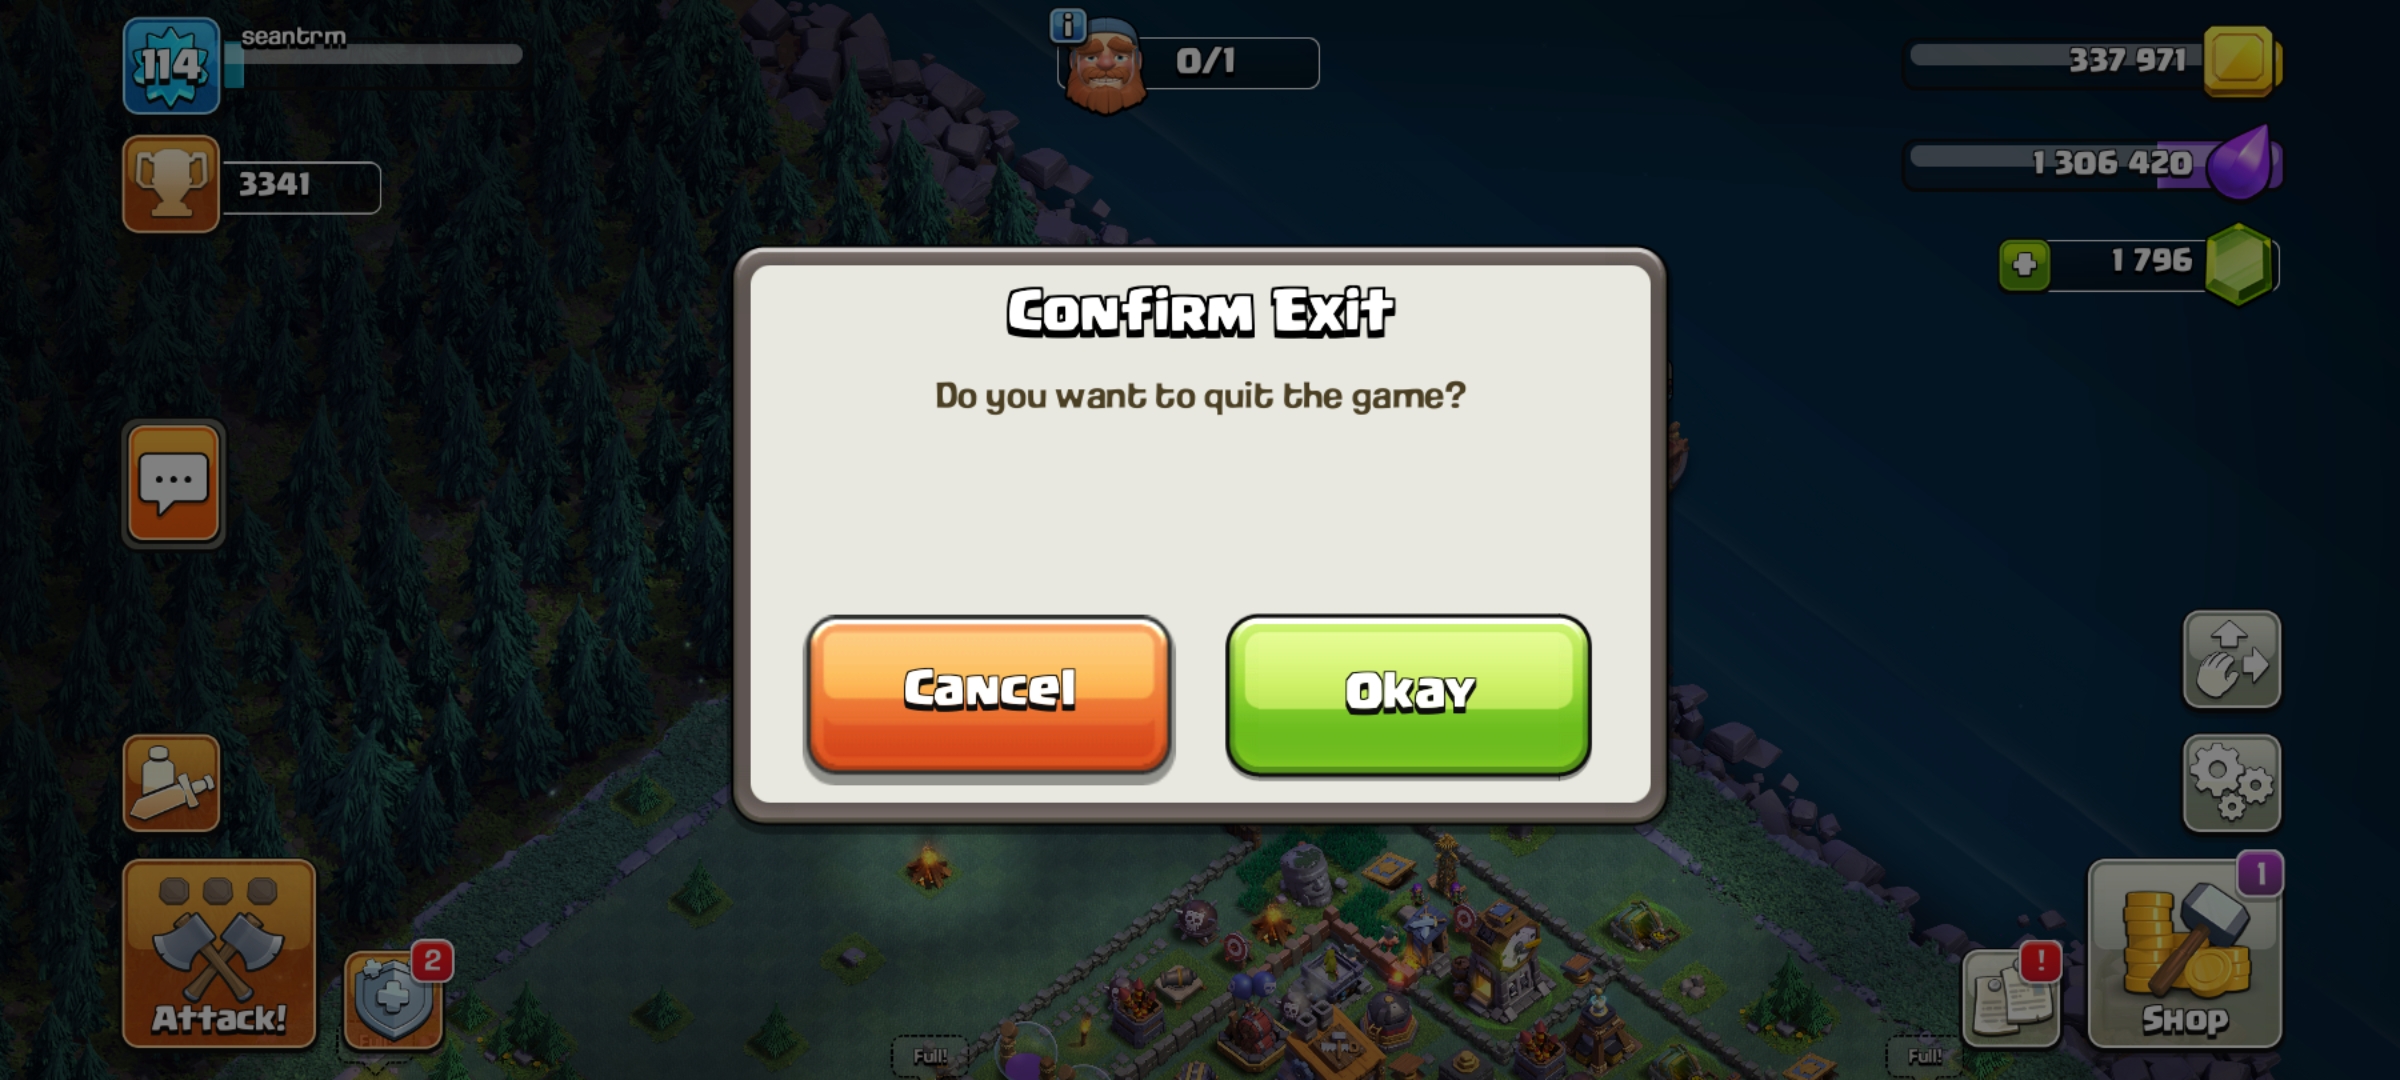 114
seantrm
i
0/1
337 971
3341
1 306 420
1 796
Confirm Exit
Do you want to quit the game?
Cancel
Okay
Attack!
2
1
!
Shop
Full!
Full!